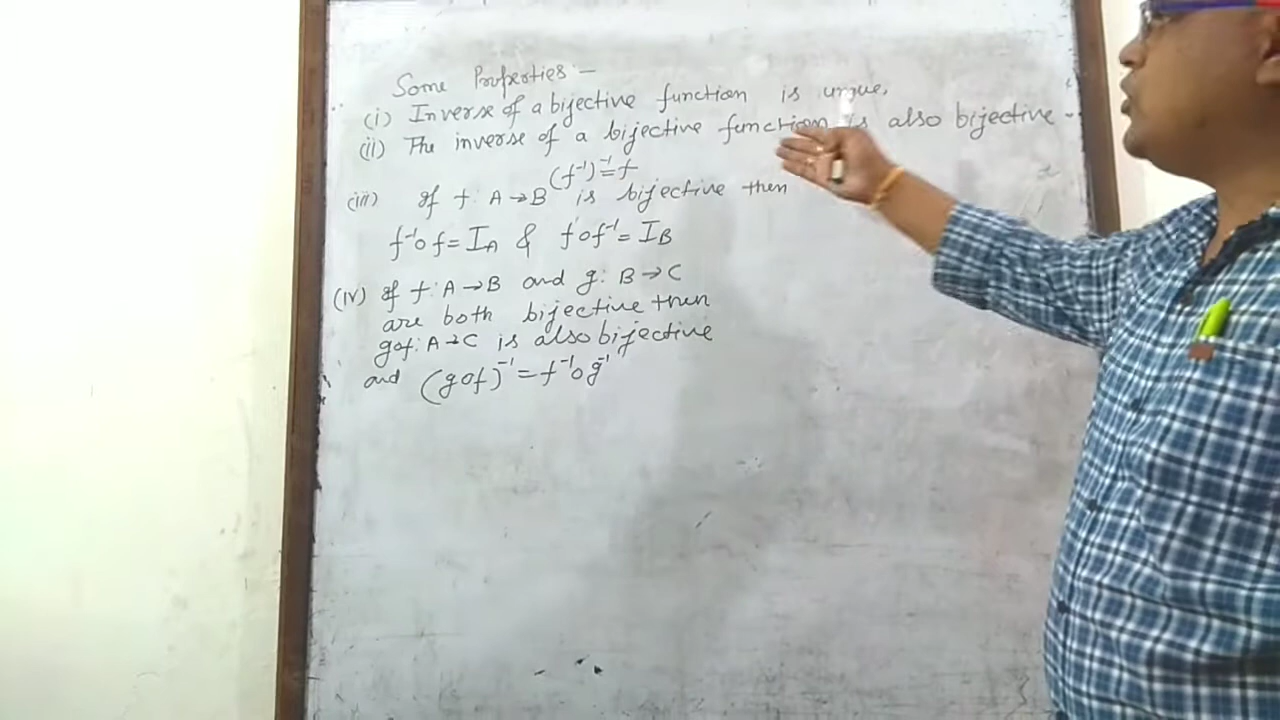 Some Properties -
(i) Inverse of a bijective function is unique.
(ii) The inverse of a bijective function is also bijective -
(f⁻¹)⁻¹=f
(iii) If f: A→B is bijective then
f⁻¹of=I_A & fof⁻¹=I_B
(iv) If f: A→B and g: B→C
are both bijective then
gof: A→C is also bijective
and (gof)⁻¹=f⁻¹og⁻¹